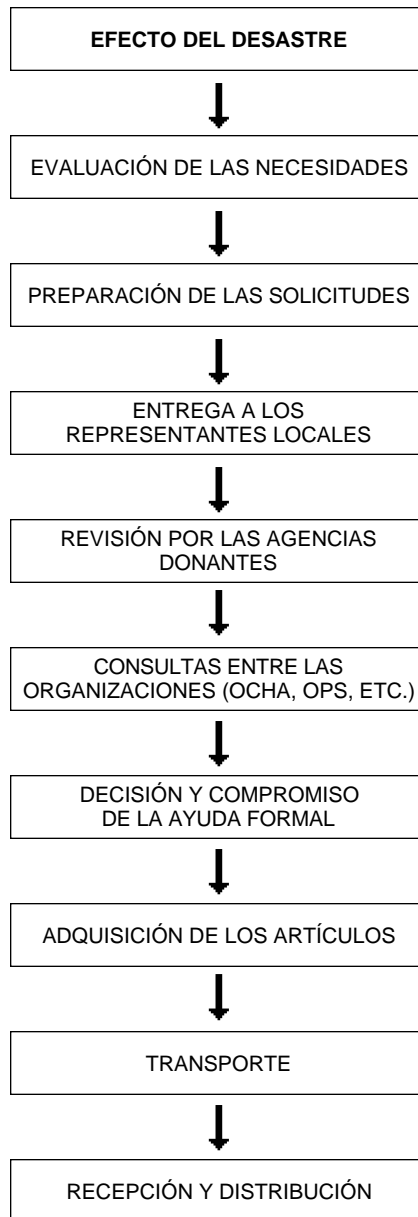 EFECTO DEL DESASTRE
EVALUACIÓN DE LAS NECESIDADES
PREPARACIÓN DE LAS SOLICITUDES
ENTREGA A LOS
REPRESENTANTES LOCALES
REVISIÓN POR LAS AGENCIAS
DONANTES
CONSULTAS ENTRE LAS
ORGANIZACIONES (OCHA, OPS, ETC.)
DECISIÓN Y COMPROMISO
DE LA AYUDA FORMAL
ADQUISICIÓN DE LOS ARTÍCULOS
TRANSPORTE
RECEPCIÓN Y DISTRIBUCIÓN